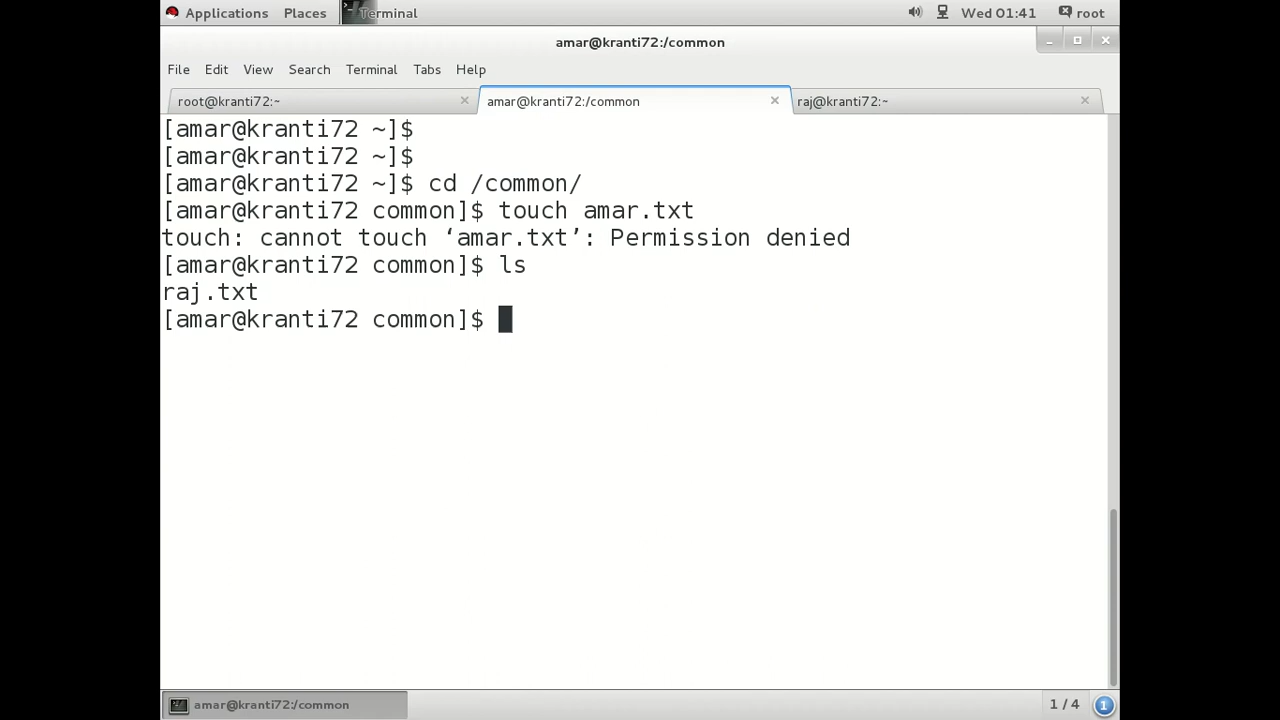 Applications Places Terminal Wed 01:41 root
amar@kranti72:/common
File Edit View Search Terminal Tabs Help
root@kranti72:~ amar@kranti72:/common raj@kranti72:~
[amar@kranti72 ~]$
[amar@kranti72 ~]$
[amar@kranti72 ~]$ cd /common/
[amar@kranti72 common]$ touch amar.txt
touch: cannot touch ‘amar.txt’: Permission denied
[amar@kranti72 common]$ ls
raj.txt
[amar@kranti72 common]$
amar@kranti72:/common 1 / 4 1